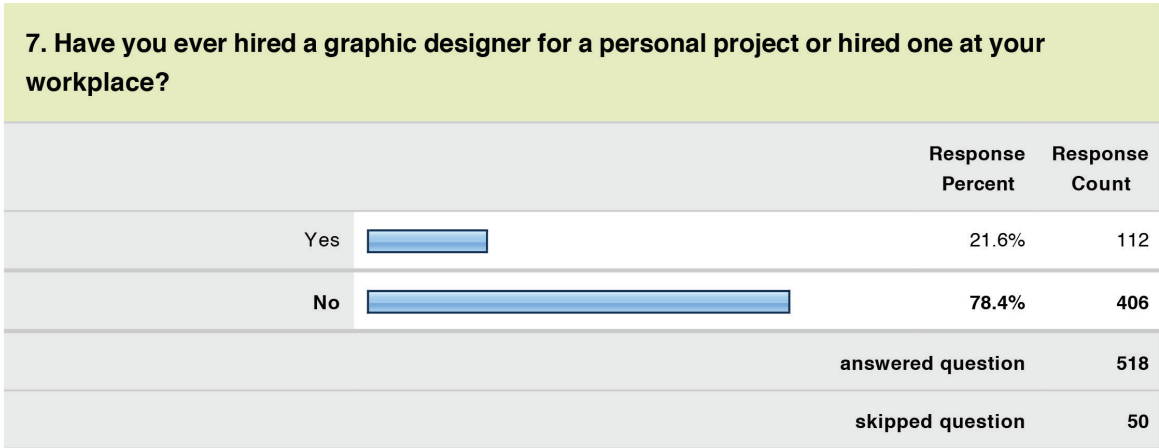 7. Have you ever hired a graphic designer for a personal project or hired one at your
workplace?
Response Response
Percent Count
Yes 21.6% 112
No 78.4% 406
answered question 518
skipped question 50